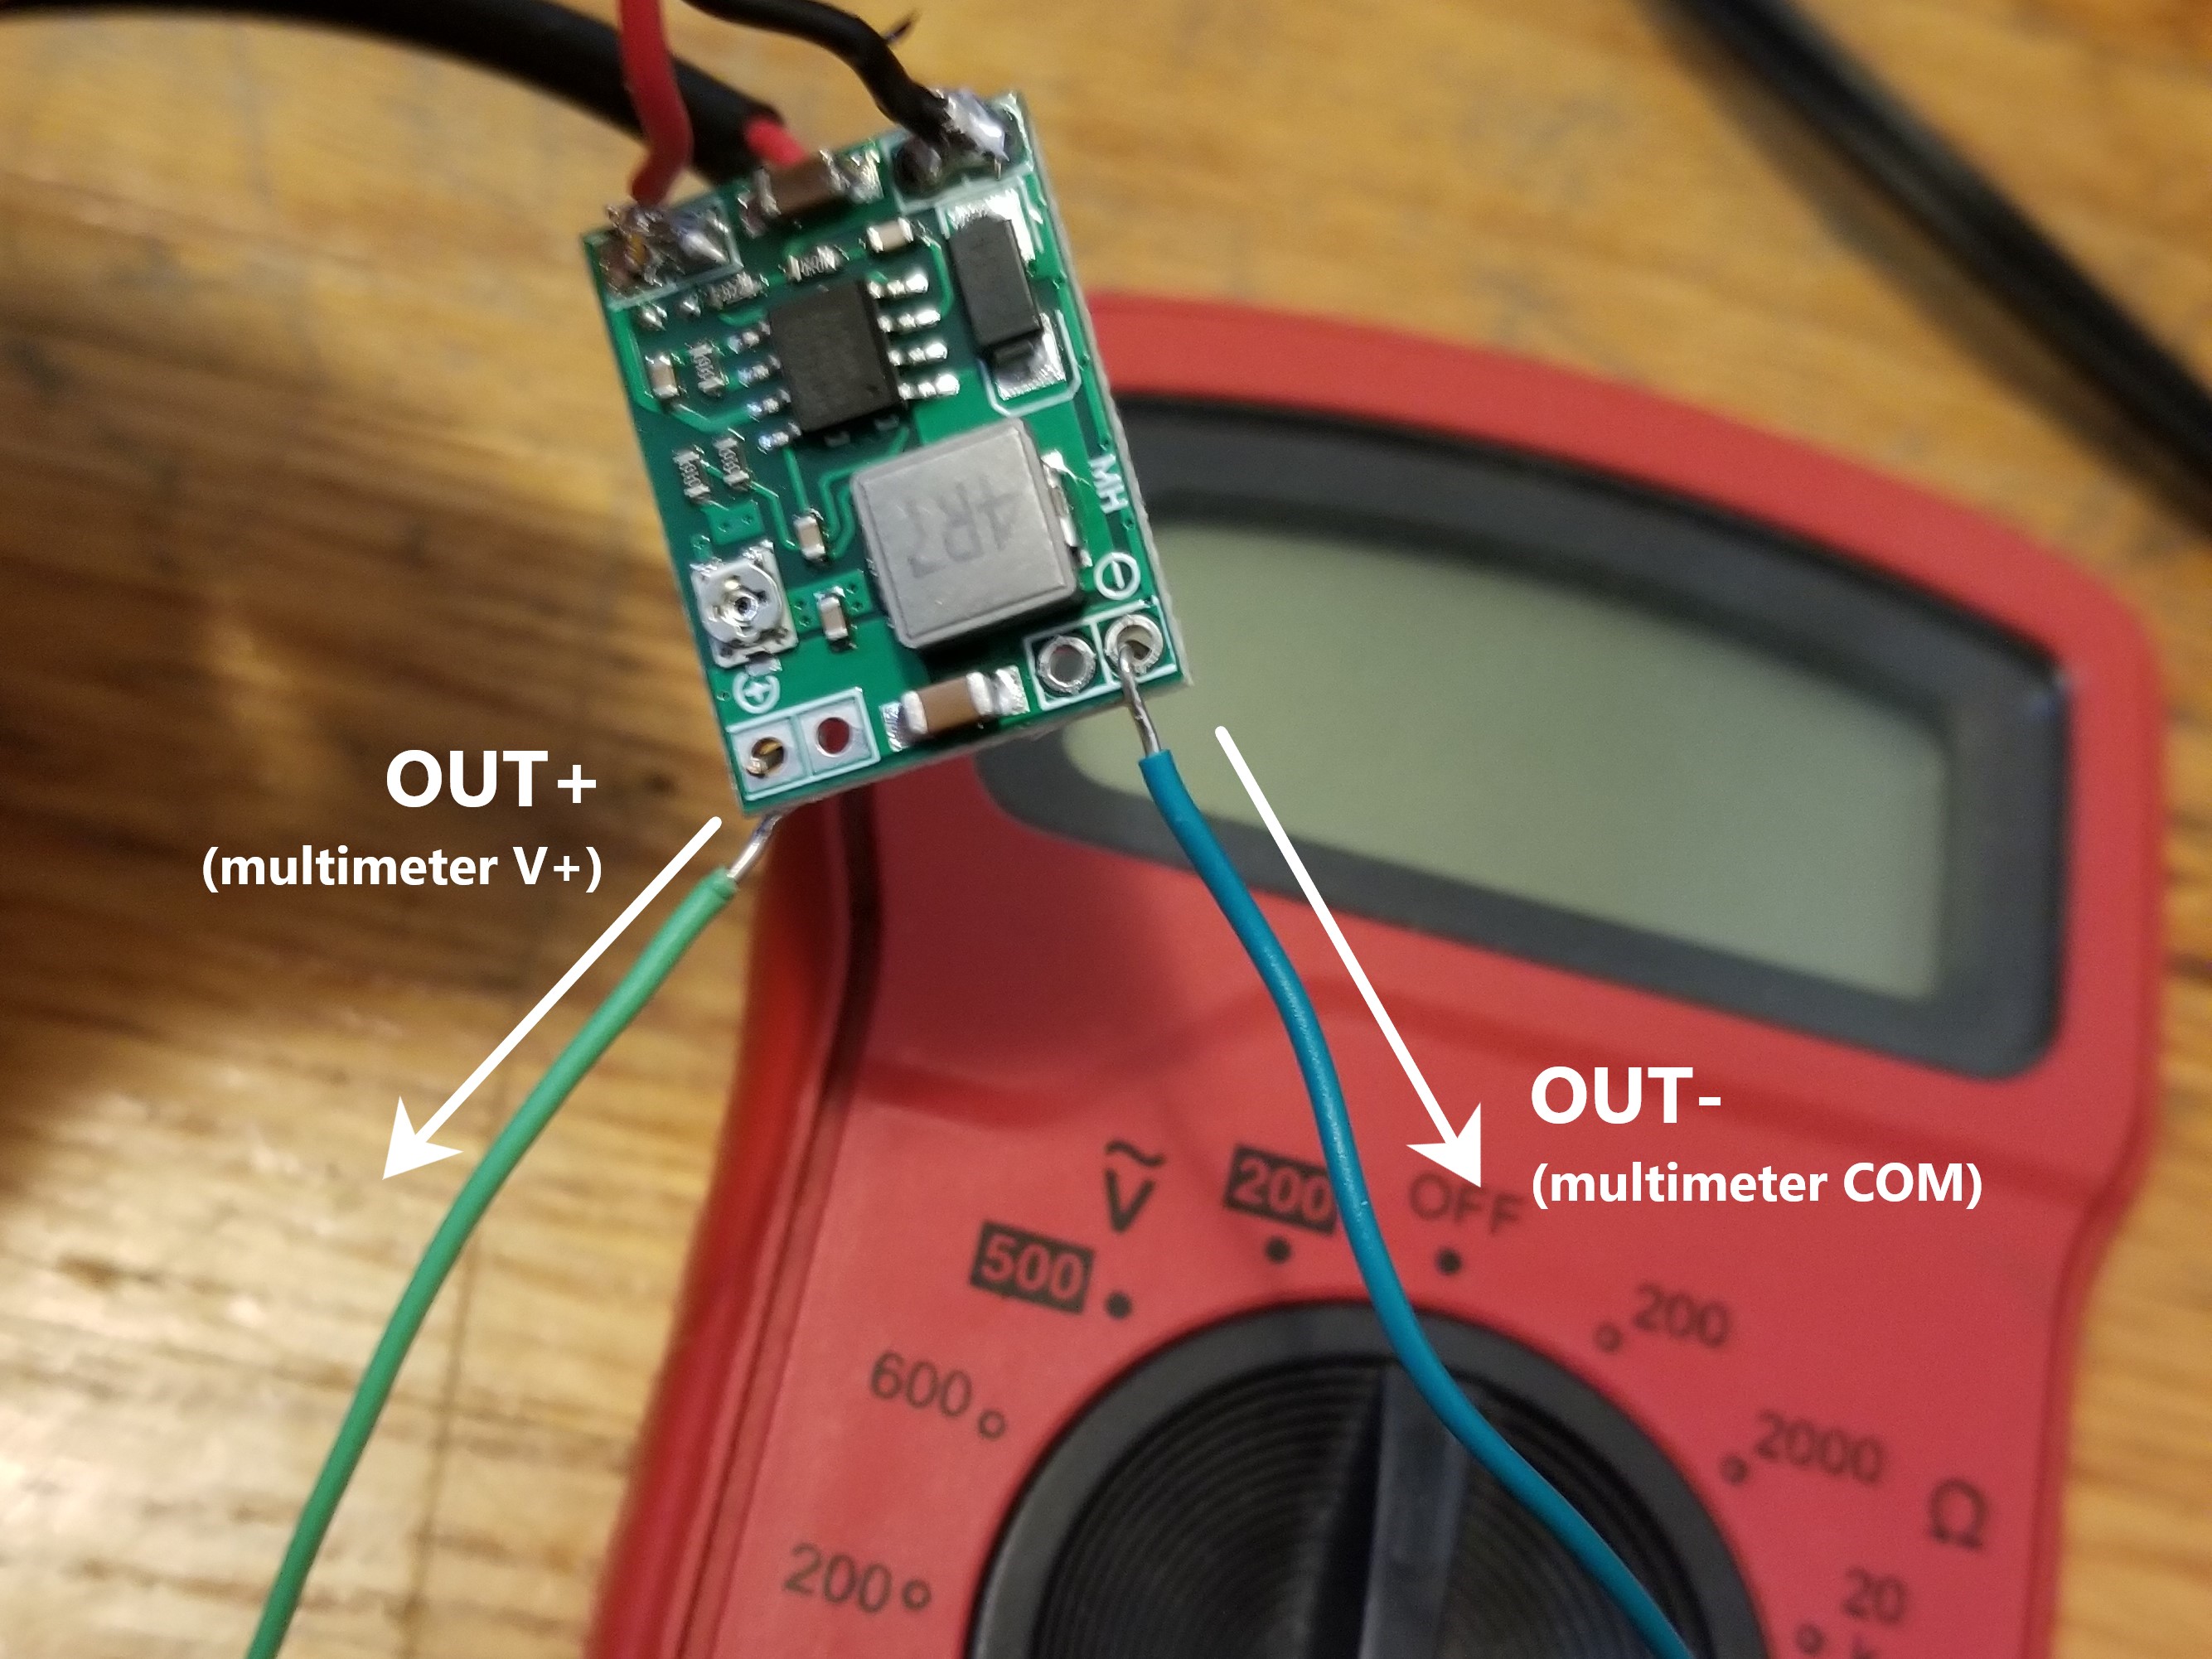 4R7
MH
OUT+
(multimeter V+)
OUT-
(multimeter COM)
V
200
OFF
500
200
600
2000
Ω
200
20